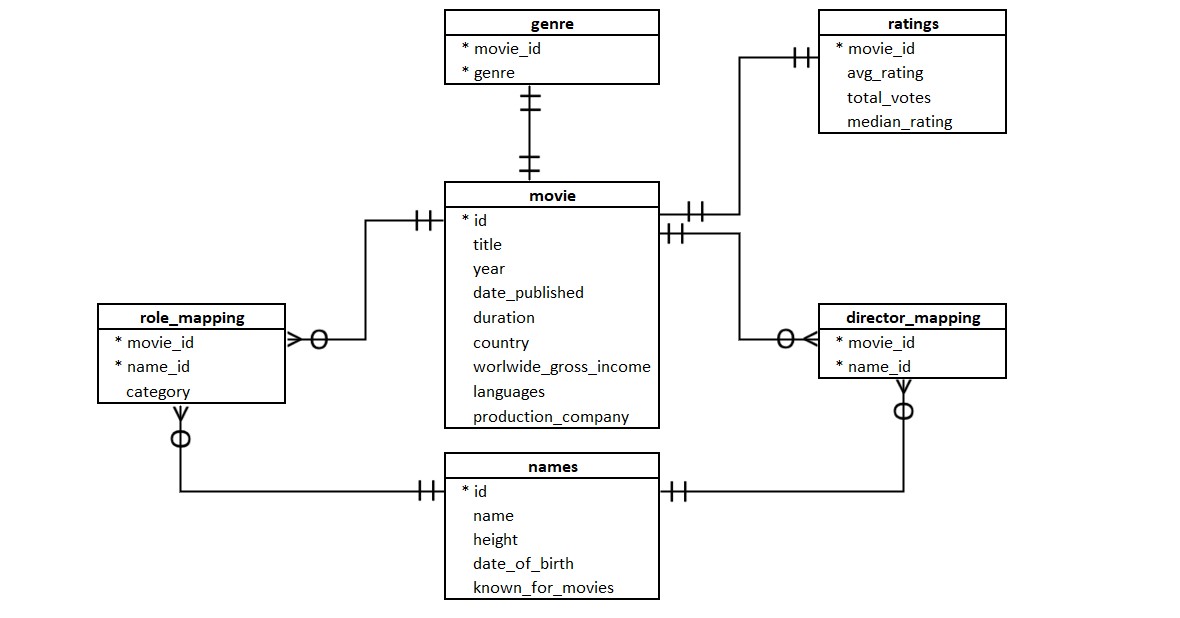 genre
* movie_id
* genre
ratings
* movie_id
avg_rating
total_votes
median_rating
movie
* id
title
year
date_published
duration
country
worlwide_gross_income
languages
production_company
role_mapping
* movie_id
* name_id
category
director_mapping
* movie_id
* name_id
names
* id
name
height
date_of_birth
known_for_movies